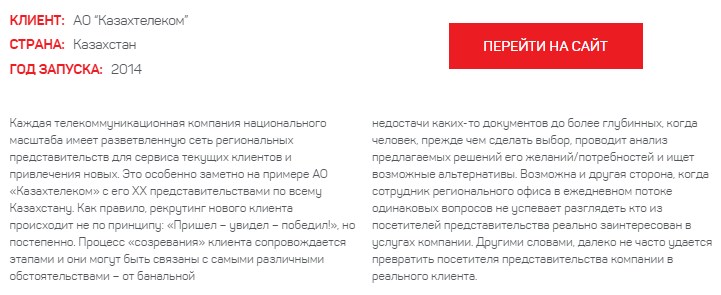 КЛИЕНТ: АО “Казахтелеком”
СТРАНА: Казахстан
ГОД ЗАПУСКА: 2014
ПЕРЕЙТИ НА САЙТ
Каждая телекоммуникационная компания национального
масштаба имеет разветвленную сеть региональных
представительств для сервиса текущих клиентов и
привлечения новых. Это особенно заметно на примере АО
«Казахтелеком» с его ХХ представительствами по всему
Казахстану. Как правило, рекрутинг нового клиента
происходит не по принципу: «Пришел – увидел – победил!», но
постепенно. Процесс «созревания» клиента сопровождается
этапами и они могут быть связаны с самыми различными
обстоятельствами – от банальной
недостачи каких-то документов до более глубинных, когда
человек, прежде чем сделать выбор, проводит анализ
предлагаемых решений его желаний/потребностей и ищет
возможные альтернативы. Возможна и другая сторона, когда
сотрудник регионального офиса в ежедневном потоке
одинаковых вопросов не успевает разглядеть кто из
посетителей представительства реально заинтересован в
услугах компании. Другими словами, далеко не часто удается
превратить посетителя представительства компании в
реального клиента.